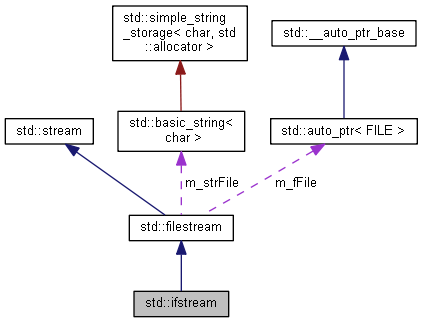 std::simple_string
_storage< char, std
::allocator >
std::__auto_ptr_base
std::stream
std::basic_string<
char >
std::auto_ptr< FILE >
m_strFile
m_fFile
std::filestream
std::ifstream